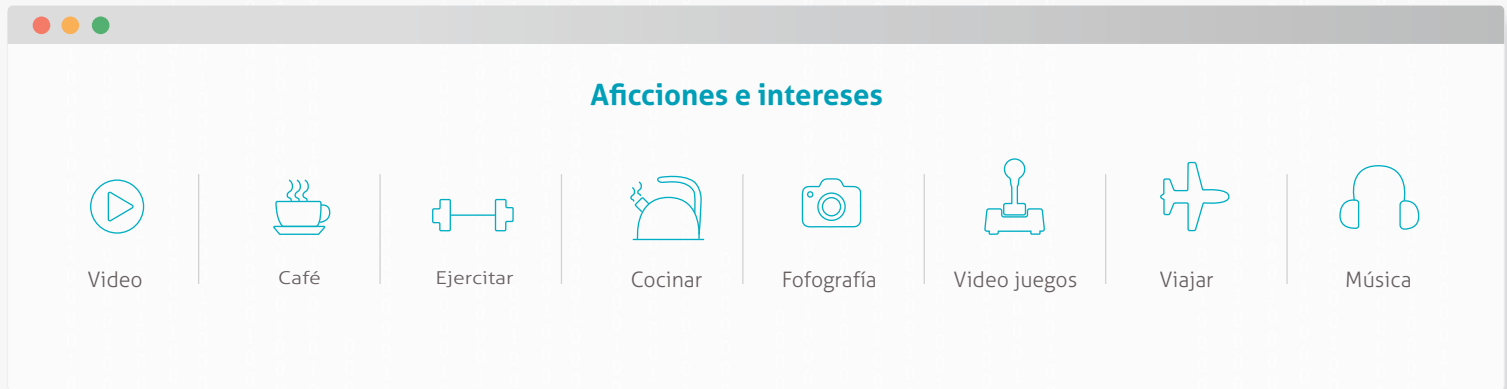 Aficciones e intereses
Video
Café
Ejercitar
Cocinar
Fofografía
Video juegos
Viajar
Música